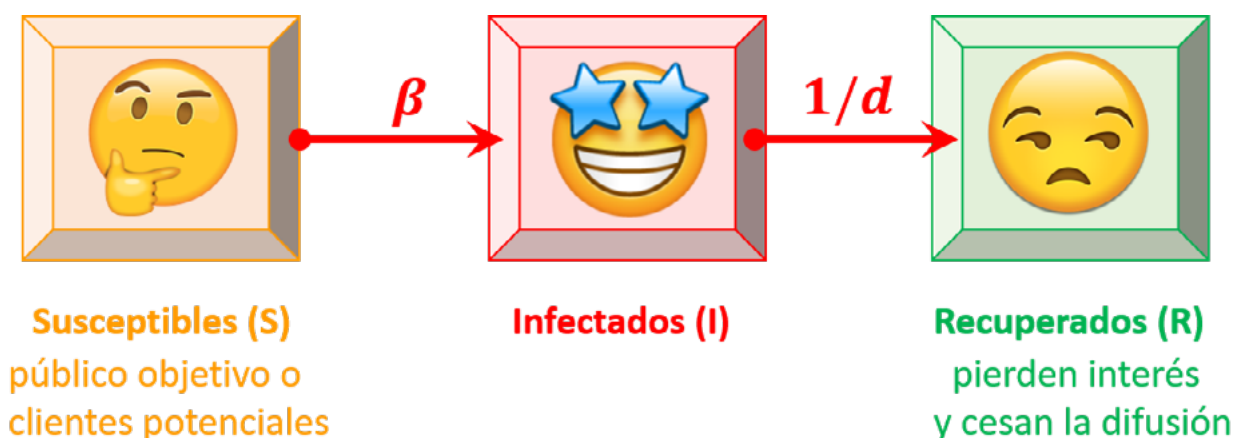 β
1/d
Susceptibles (S)
público objetivo o
clientes potenciales
Infectados (I)
Recuperados (R)
pierden interés
y cesan la difusión